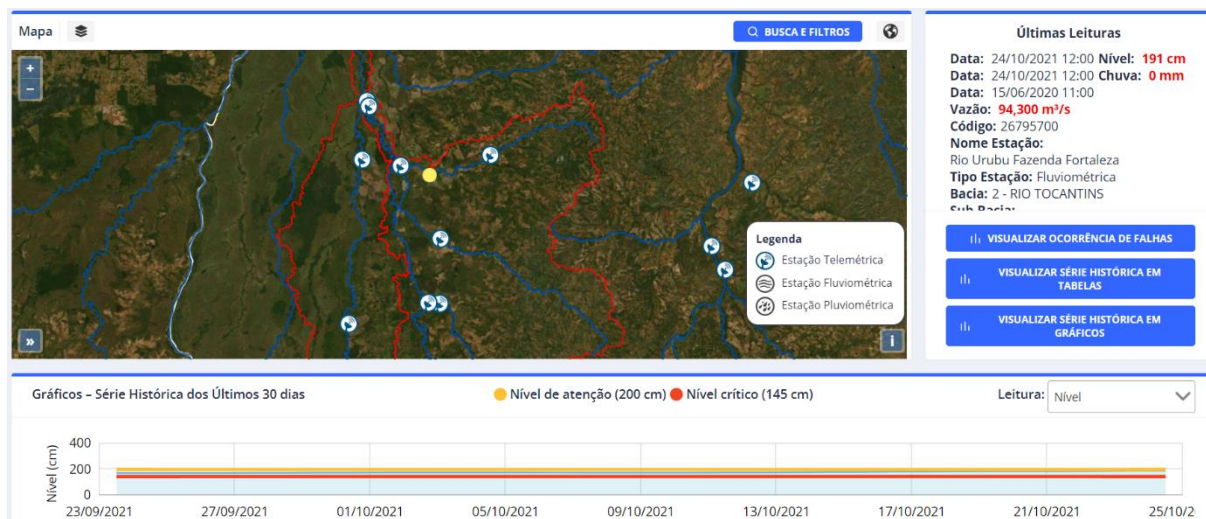 Mapa
BUSCA E FILTROS
+
−
Legenda
Estação Telemétrica
Estação Fluviométrica
Estação Pluviométrica
»
i
Últimas Leituras
Data: 24/10/2021 12:00 Nível: 191 cm
Data: 24/10/2021 12:00 Chuva: 0 mm
Data: 15/06/2020 11:00
Vazão: 94,300 m³/s
Código: 26795700
Nome Estação:
Rio Urubu Fazenda Fortaleza
Tipo Estação: Fluviométrica
Bacia: 2 - RIO TOCANTINS
Sub Bacia:
VISUALIZAR OCORRÊNCIA DE FALHAS
VISUALIZAR SÉRIE HISTÓRICA EM
TABELAS
VISUALIZAR SÉRIE HISTÓRICA EM
GRÁFICOS
Gráficos – Série Histórica dos Últimos 30 dias
Nível de atenção (200 cm) Nível crítico (145 cm)
Leitura: Nível
Nível (cm)
400
200
0
23/09/2021 27/09/2021 01/10/2021 05/10/2021 09/10/2021 13/10/2021 17/10/2021 21/10/2021 25/10/2